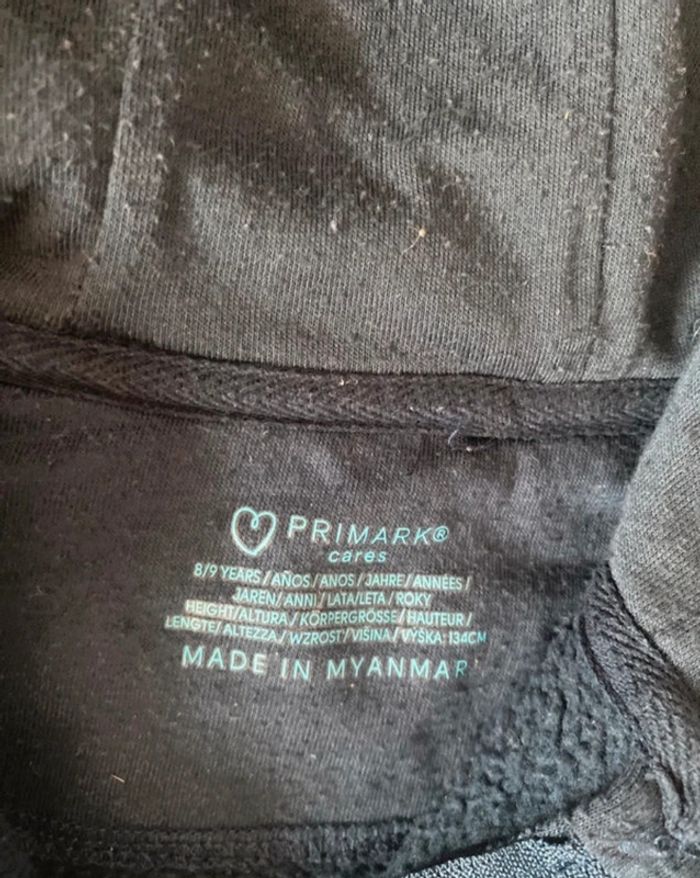 PRIMARK®
cares
8/9 YEARS/AÑOS/ANOS/JAHRE/ANNÉES/
JAREN/ANNI/LATA/LETA/ROKY
HEIGHT/ALTURA/KÖRPERGRÖSSE/HAUTEUR/
LENGTE/ALTEZZA/WZROST/VIŠINA/VÝŠKA 134CM
MADE IN MYANMAR